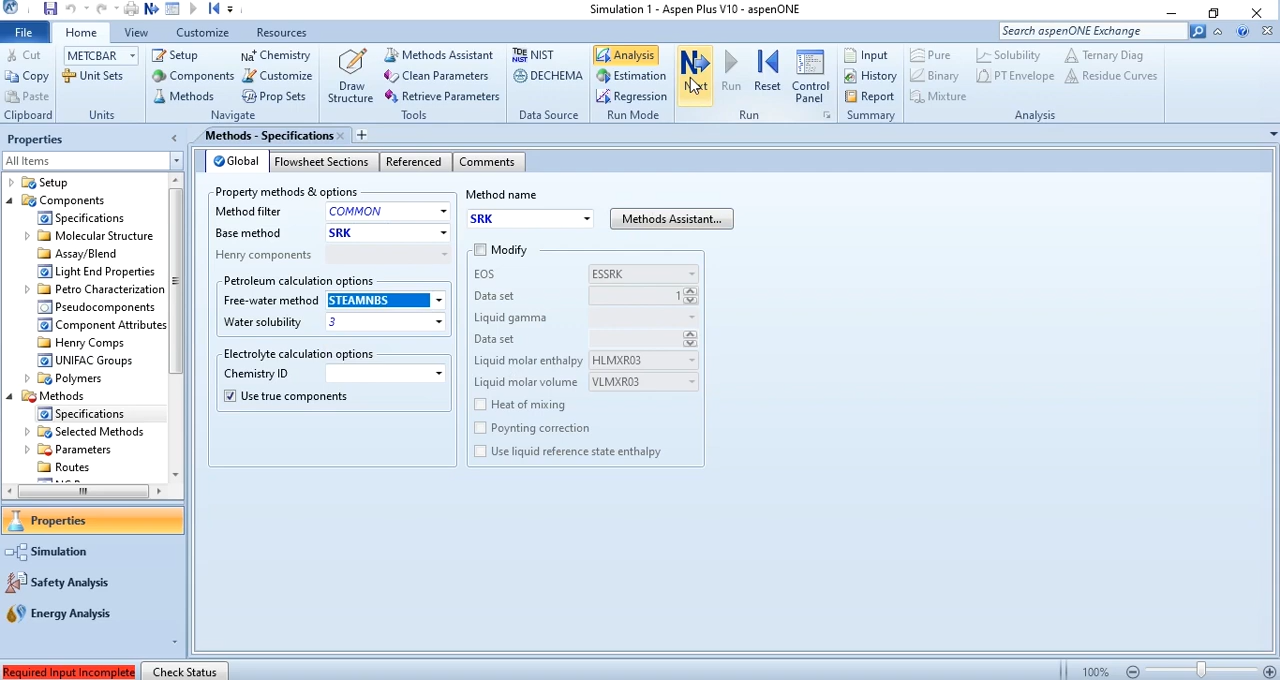 Simulation 1 - Aspen Plus V10 - aspenONE
File Home View Customize Resources Search aspenONE Exchange
Cut METCBAR Setup Chemistry Methods Assistant NIST Analysis Input Pure Solubility Ternary Diag
Copy Unit Sets Components Customize Clean Parameters DECHEMA Estimation History Binary PT Envelope Residue Curves
Paste Methods Prop Sets Draw Structure Retrieve Parameters Regression Next Run Reset Control Panel Report Mixture
Clipboard Units Navigate Tools Data Source Run Mode Run Summary Analysis
Properties Methods - Specifications
All Items Global Flowsheet Sections Referenced Comments
Setup
Components
Specifications
Molecular Structure
Assay/Blend
Light End Properties
Petro Characterization
Pseudocomponents
Component Attributes
Henry Comps
UNIFAC Groups
Polymers
Methods
Specifications
Selected Methods
Parameters
Routes
Properties
Simulation
Safety Analysis
Energy Analysis
Property methods & options
Method filter COMMON
Base method SRK
Henry components
Petroleum calculation options
Free-water method STEAMNBS
Water solubility 3
Electrolyte calculation options
Chemistry ID
Use true components
Method name
SRK Methods Assistant...
Modify
EOS ESSRK
Data set 1
Liquid gamma
Data set
Liquid molar enthalpy HLMXR03
Liquid molar volume VLMXR03
Heat of mixing
Poynting correction
Use liquid reference state enthalpy
Required Input Incomplete Check Status 100%